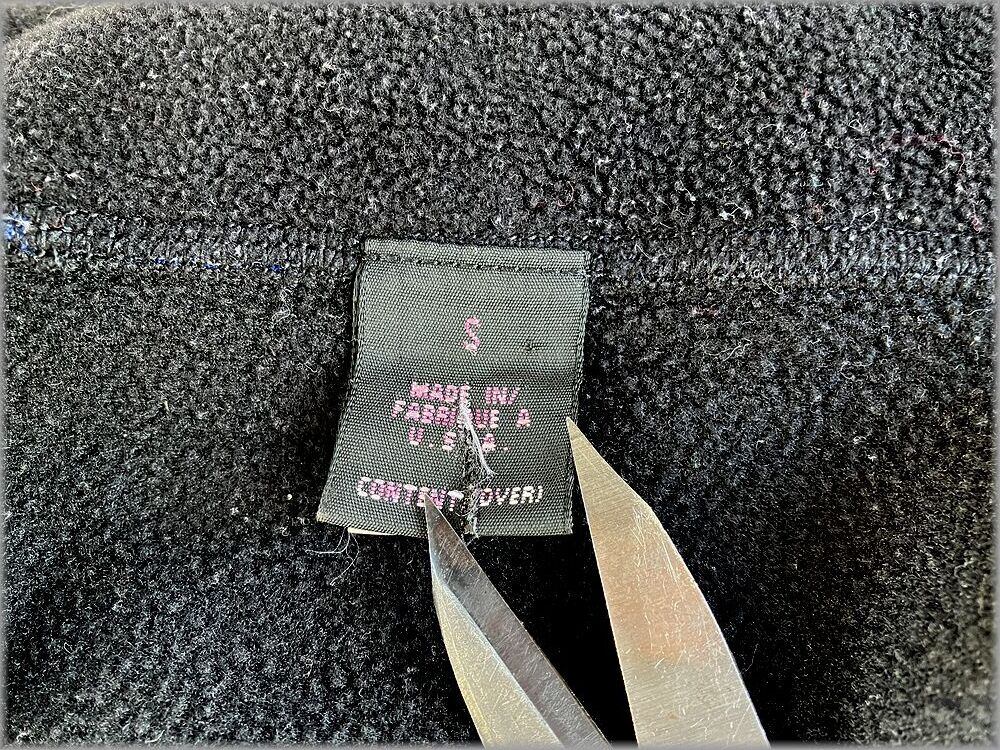 S
MADE IN/
FABRIQUE A
U S A.
CONTENT (OVER)